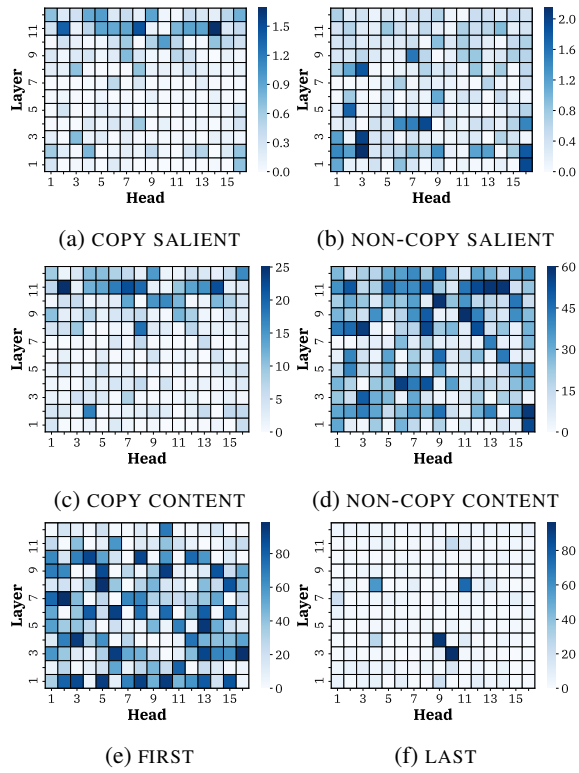 11
9
7
5
3
1
Layer
1 3 5 7 9 11 13 15
Head
1.5
1.2
0.9
0.6
0.3
0.0
(a) COPY SALIENT
11
9
7
5
3
1
Layer
1 3 5 7 9 11 13 15
Head
2.0
1.6
1.2
0.8
0.4
0.0
(b) NON-COPY SALIENT
11
9
7
5
3
1
Layer
1 3 5 7 9 11 13 15
Head
25
20
15
10
5
0
(c) COPY CONTENT
11
9
7
5
3
1
Layer
1 3 5 7 9 11 13 15
Head
60
45
30
15
0
(d) NON-COPY CONTENT
11
9
7
5
3
1
Layer
1 3 5 7 9 11 13 15
Head
80
60
40
20
0
(e) FIRST
11
9
7
5
3
1
Layer
1 3 5 7 9 11 13 15
Head
80
60
40
20
0
(f) LAST